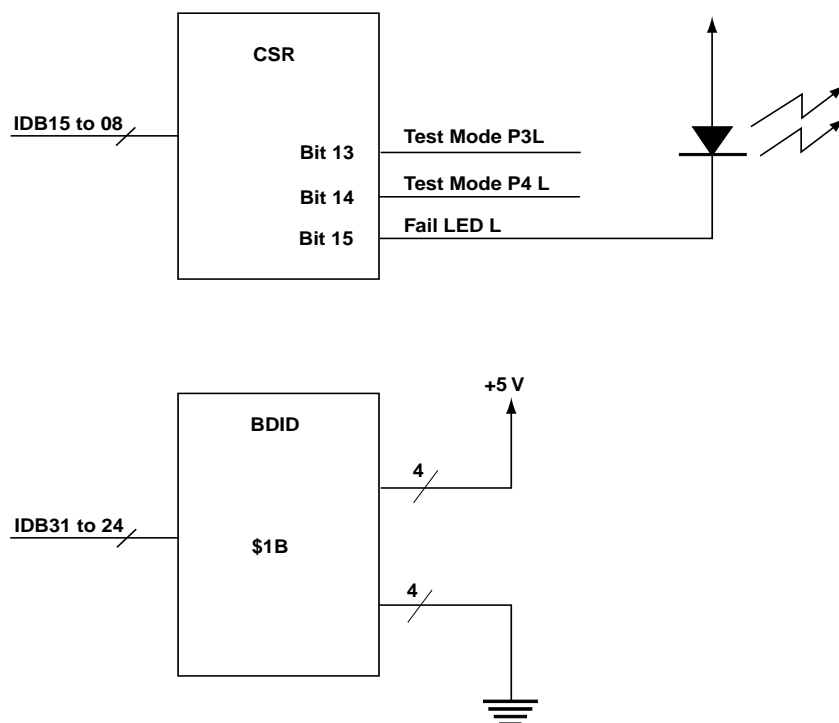 CSR
IDB15 to 08
Bit 13
Test Mode P3L
Bit 14
Test Mode P4 L
Bit 15
Fail LED L
+5 V
BDID
4
IDB31 to 24
$1B
4